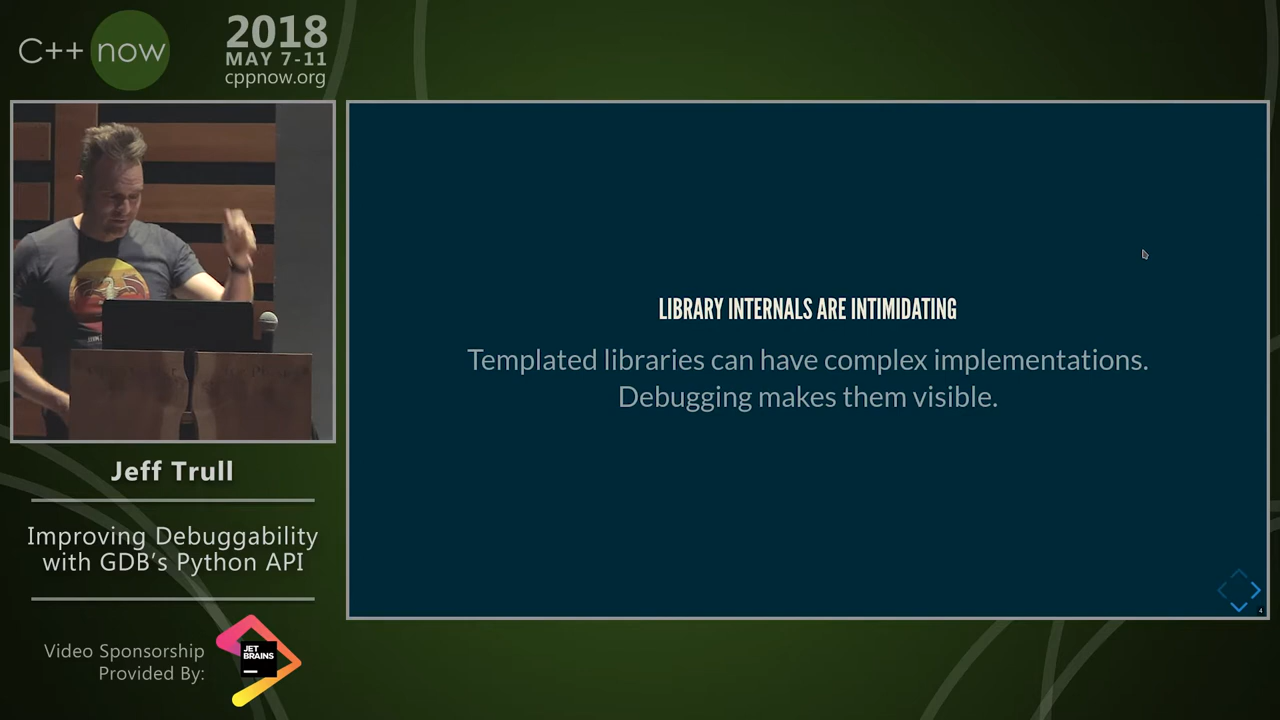 C++ now
2018
MAY 7-11
cppnow.org
LIBRARY INTERNALS ARE INTIMIDATING
Templated libraries can have complex implementations.
Debugging makes them visible.
4
Jeff Trull
Improving Debuggability
with GDB's Python API
Video Sponsorship
Provided By:
JET
BRAINS